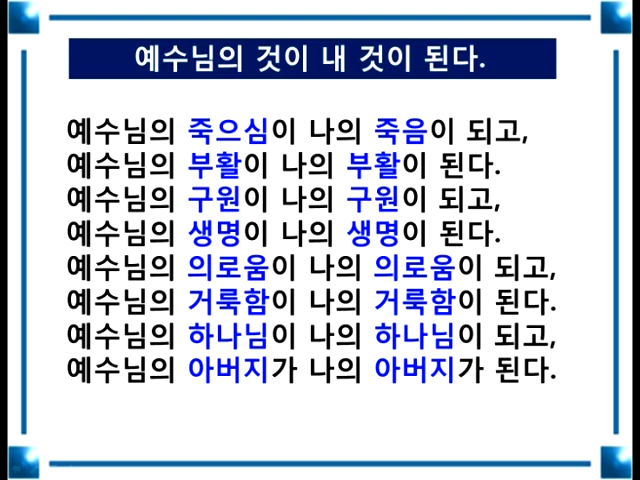 예수님의 것이 내 것이 된다.
예수님의 죽으심이 나의 죽음이 되고,
예수님의 부활이 나의 부활이 된다.
예수님의 구원이 나의 구원이 되고,
예수님의 생명이 나의 생명이 된다.
예수님의 의로움이 나의 의로움이 되고,
예수님의 거룩함이 나의 거룩함이 된다.
예수님의 하나님이 나의 하나님이 되고,
예수님의 아버지가 나의 아버지가 된다.